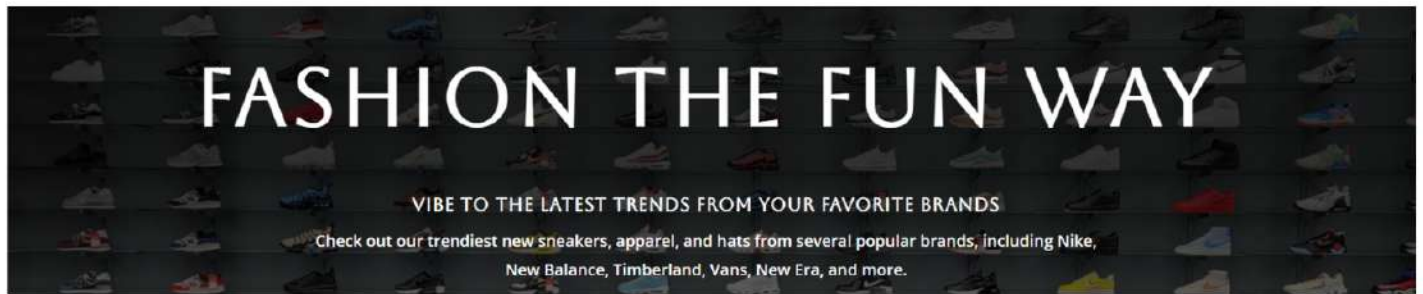 FASHION THE FUN WAY
VIBE TO THE LATEST TRENDS FROM YOUR FAVORITE BRANDS
Check out our trendiest new sneakers, apparel, and hats from several popular brands, including Nike,
New Balance, Timberland, Vans, New Era, and more.